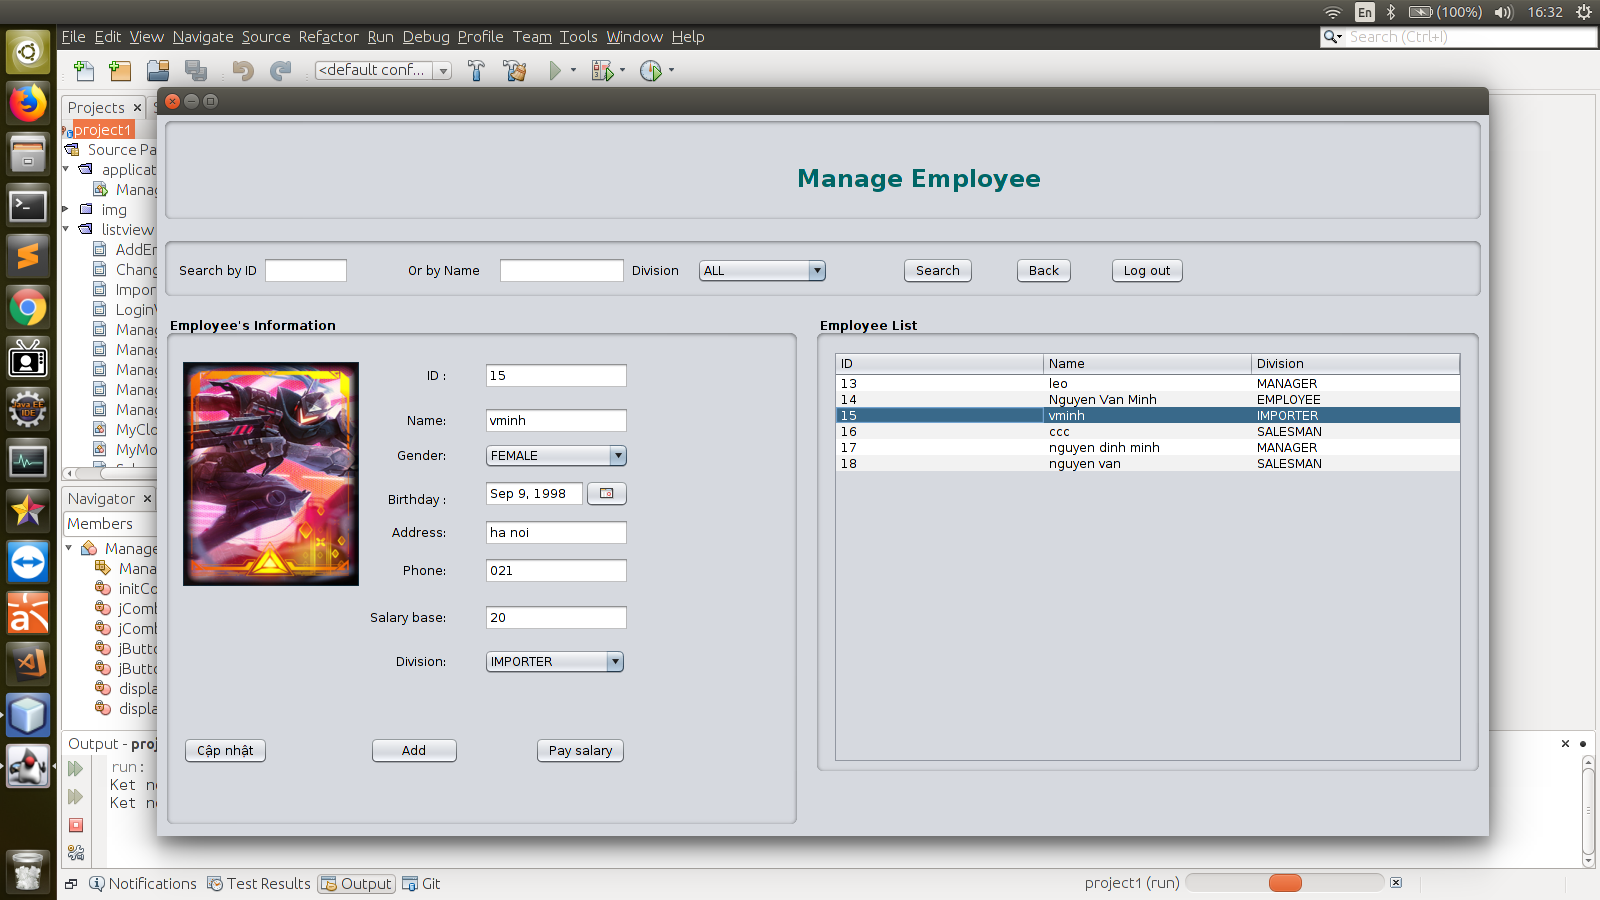 En (100%) 16:32
File Edit View Navigate Source Refactor Run Debug Profile Team Tools Window Help
Search (Ctrl+I)
<default conf...
Projects
project1
Source Pa
applicat
Manag
img
listview
AddEm
Chang
Impor
LoginV
Manag
Manag
Manag
Manag
Manag
MyClo
MyMo
Navigator
Members
Manage
Mana
initCo
jComb
jComb
jButto
jButto
displa
displa
Manage Employee
Search by ID Or by Name Division ALL Search Back Log out
Employee's Information
ID : 15
Name: vminh
Gender: FEMALE
Birthday : Sep 9, 1998
Address: ha noi
Phone: 021
Salary base: 20
Division: IMPORTER
Cập nhật Add Pay salary
Employee List
ID Name Division
13 leo MANAGER
14 Nguyen Van Minh EMPLOYEE
15 vminh IMPORTER
16 ccc SALESMAN
17 nguyen dinh minh MANAGER
18 nguyen van SALESMAN
Output - proj
run:
Ket n
Ket n
Notifications Test Results Output Git
project1 (run)